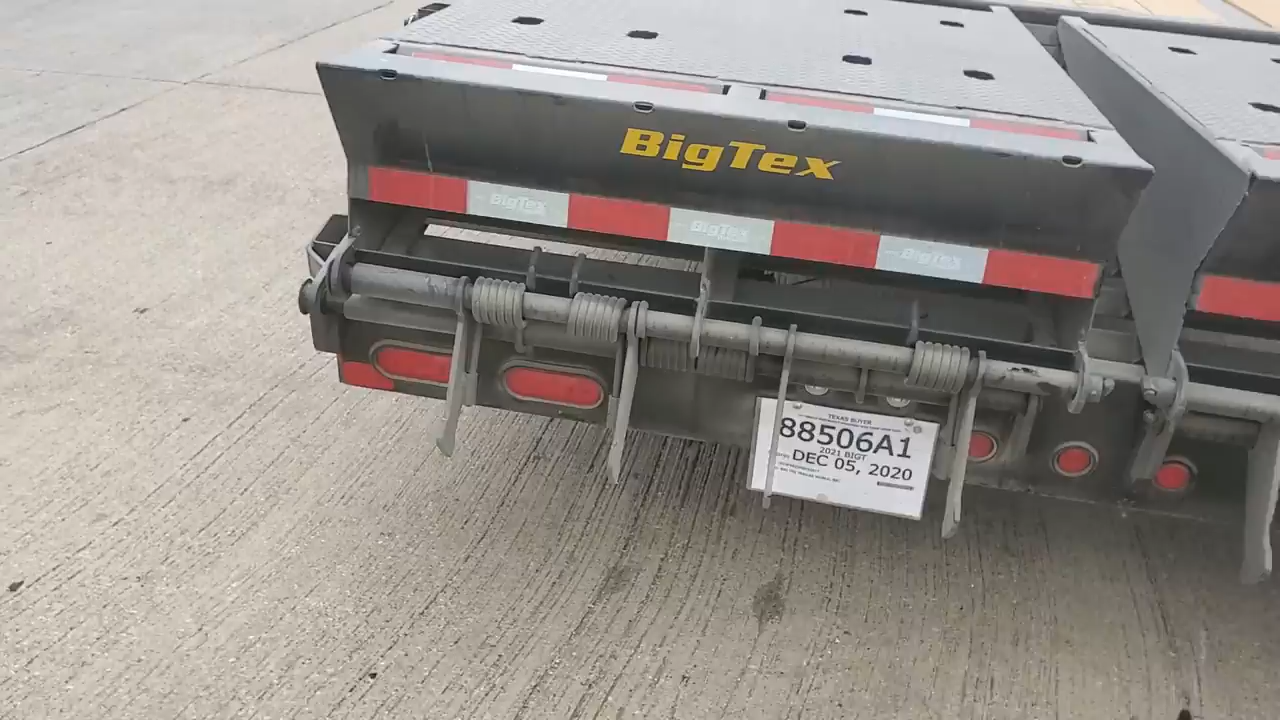 BigTex
BigTex
BigTex
BigTex
TEXAS BUYER
88506A1
2021 BIGT
DEC 05, 2020